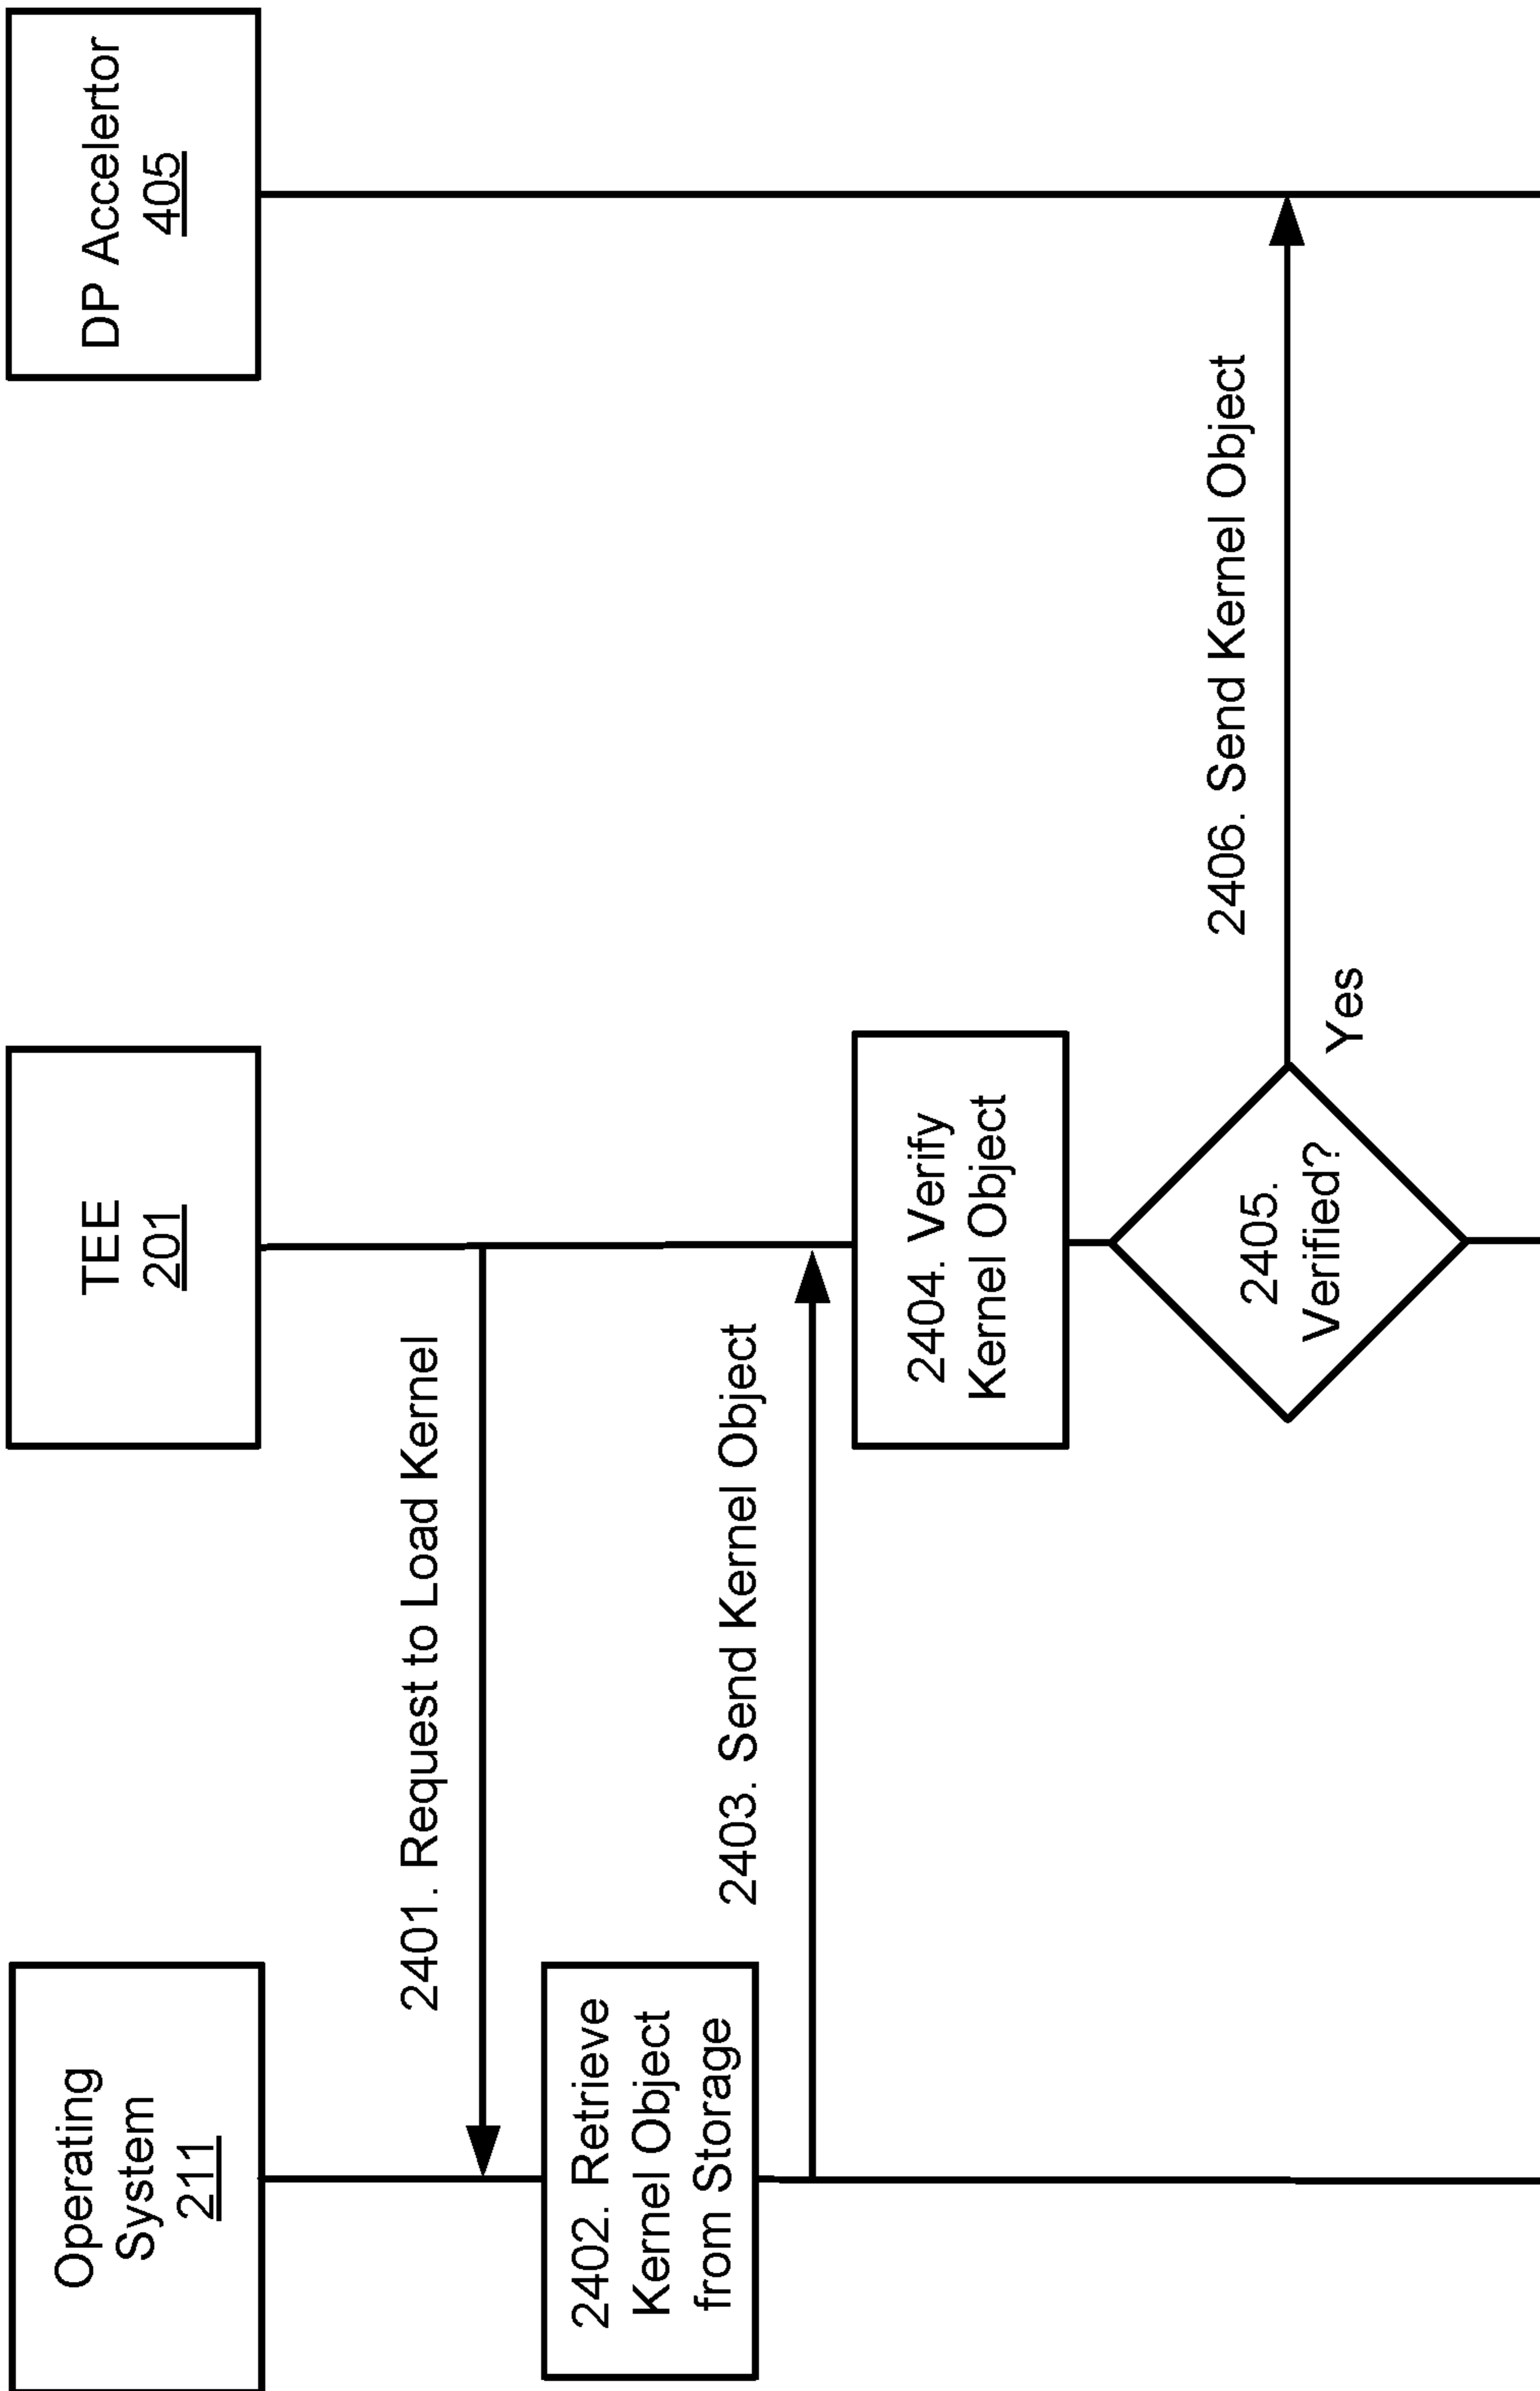 Operating
System
211
TEE
201
DP Accelertor
405
2401. Request to Load Kernel
2402. Retrieve
Kernel Object
from Storage
2403. Send Kernel Object
2404. Verify
Kernel Object
2405.
Verified?
2406. Send Kernel Object
Yes